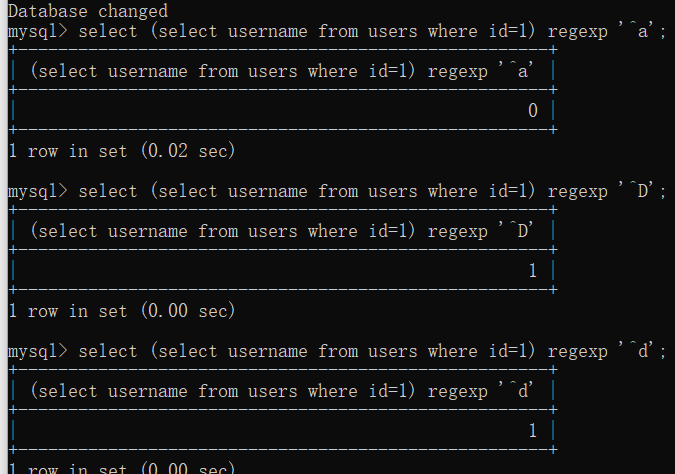 Database changed
mysql> select (select username from users where id=1) regexp '^a';
+------------------------------------------------------+
| (select username from users where id=1) regexp '^a' |
+------------------------------------------------------+
| 0 |
+------------------------------------------------------+
1 row in set (0.02 sec)
mysql> select (select username from users where id=1) regexp '^D';
+------------------------------------------------------+
| (select username from users where id=1) regexp '^D' |
+------------------------------------------------------+
| 1 |
+------------------------------------------------------+
1 row in set (0.00 sec)
mysql> select (select username from users where id=1) regexp '^d';
+------------------------------------------------------+
| (select username from users where id=1) regexp '^d' |
+------------------------------------------------------+
| 1 |
+------------------------------------------------------+
1 row in set (0.00 sec)